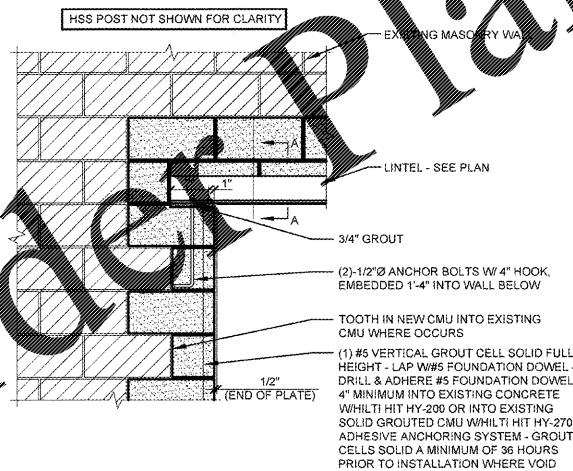 HSS POST NOT SHOWN FOR CLARITY
EXISTING MASONRY WALL
A
LINTEL - SEE PLAN
1"
A
3/4" GROUT
(2)-1/2"Ø ANCHOR BOLTS W/ 4" HOOK,
EMBEDDED 1'-4" INTO WALL BELOW
TOOTH IN NEW CMU INTO EXISTING
CMU WHERE OCCURS
(1) #5 VERTICAL GROUT CELL SOLID FULL
HEIGHT - LAP W/#5 FOUNDATION DOWEL -
DRILL & ADHERE #5 FOUNDATION DOWEL
4" MINIMUM INTO EXISTING CONCRETE
W/HILTI HIT HY-200 OR INTO EXISTING
SOLID GROUTED CMU W/HILTI HIT HY-270
ADHESIVE ANCHORING SYSTEM - GROUT
CELLS SOLID A MINIMUM OF 36 HOURS
PRIOR TO INSTALLATION WHERE VOID
1/2"
(END OF PLATE)
der Pla